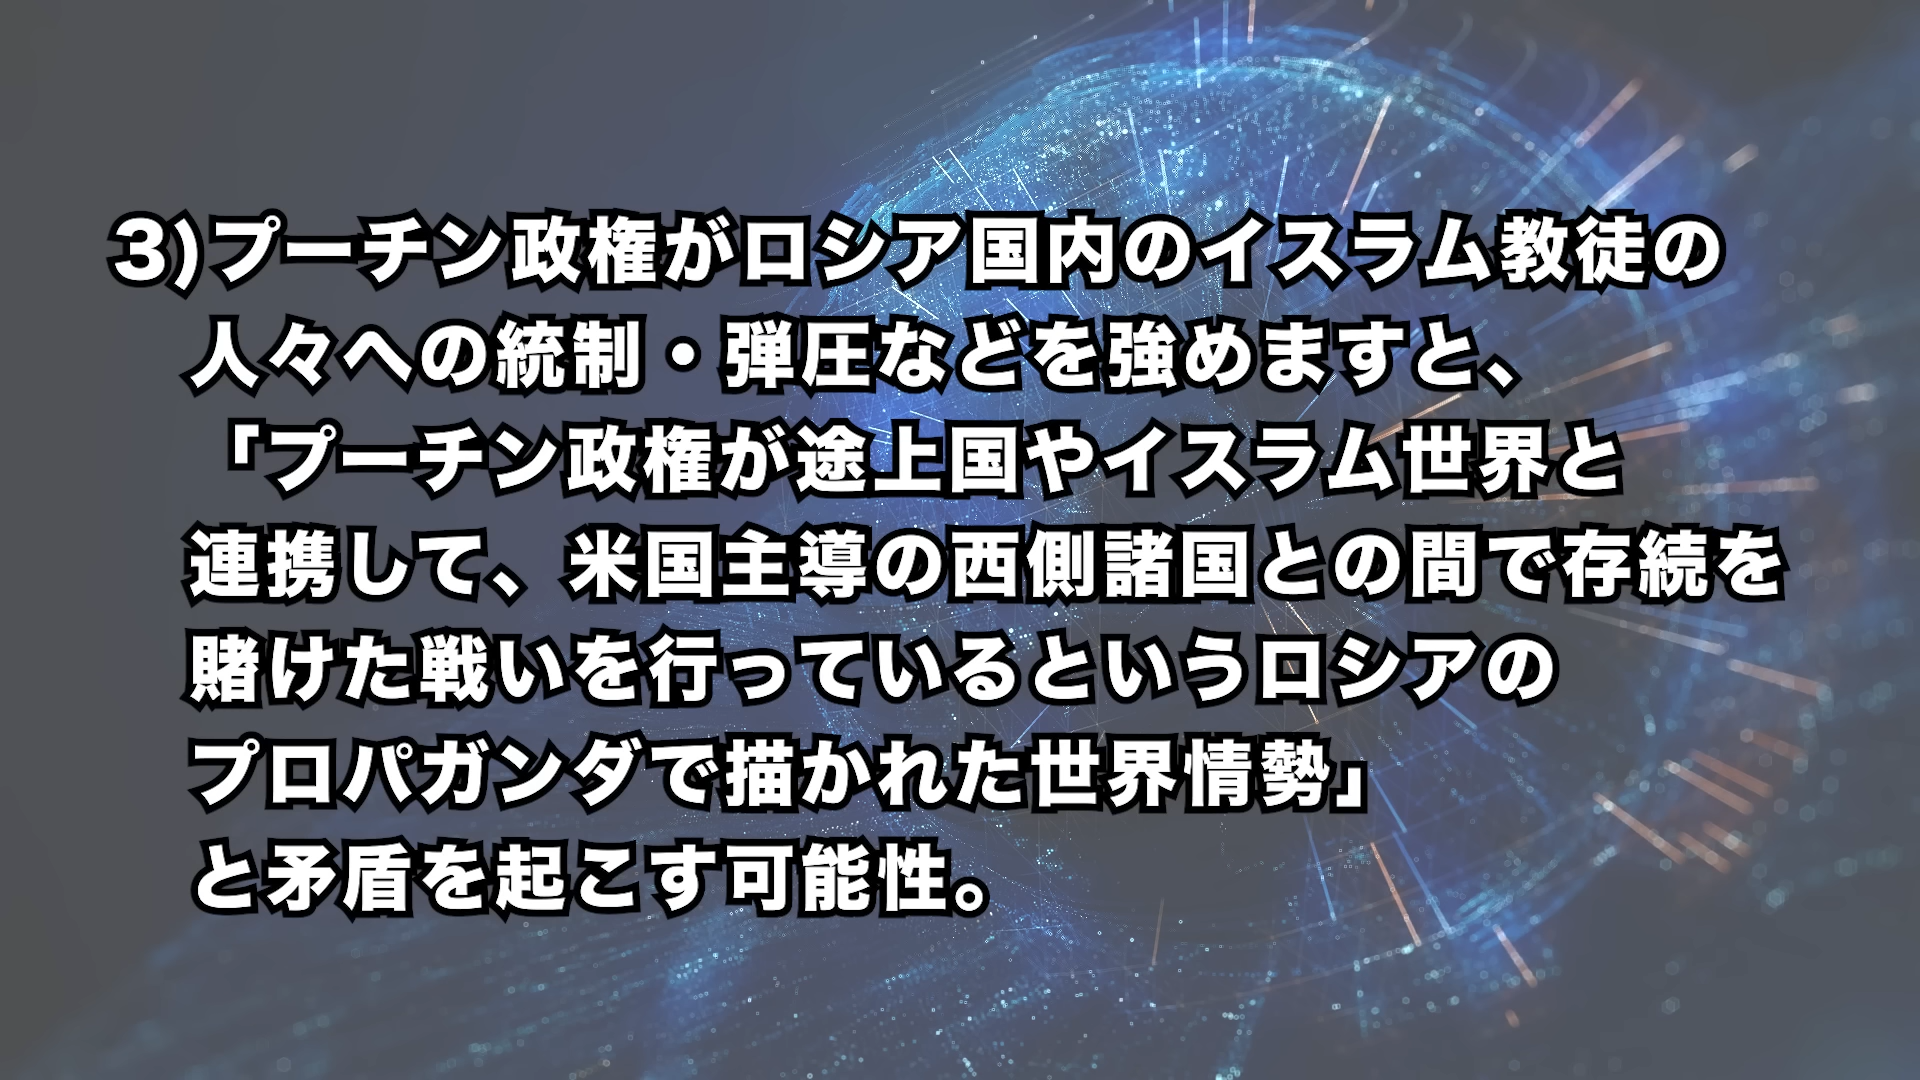 3)プーチン政権がロシア国内のイスラム教徒の
人々への統制・弾圧などを強めますと、
「プーチン政権が途上国やイスラム世界と
連携して、米国主導の西側諸国との間で存続を
賭けた戦いを行っているというロシアの
プロパガンダで描かれた世界情勢」
と矛盾を起こす可能性。